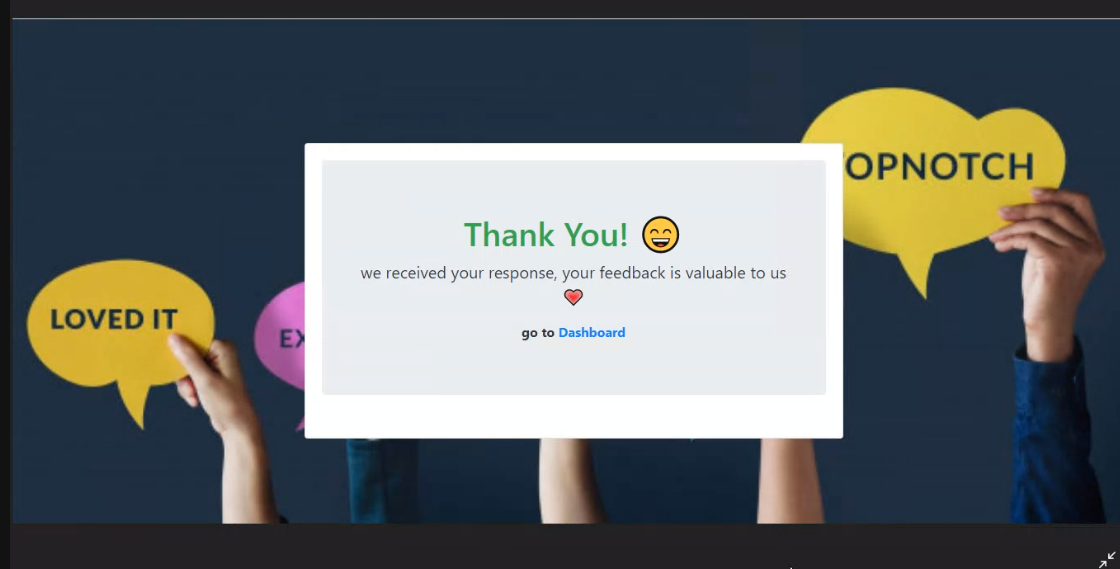 Thank You! 😄
we received your response, your feedback is valuable to us
💗
go to Dashboard
OPNOTCH
LOVED IT
EX